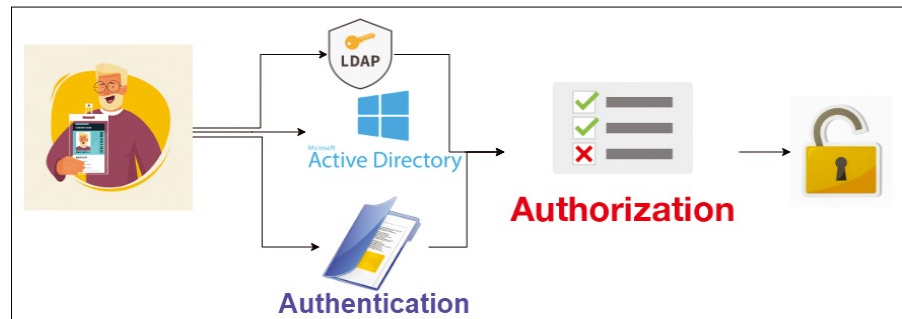 LDAP
Microsoft
Active Directory
Authorization
Authentication